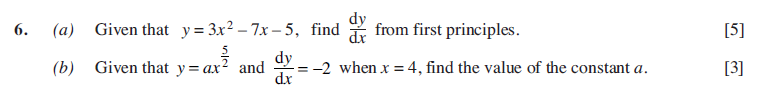 6. (a) Given that y = 3x² – 7x – 5, find dy/dx from first principles. [5]
(b) Given that y = ax^(5/2) and dy/dx = –2 when x = 4, find the value of the constant a. [3]